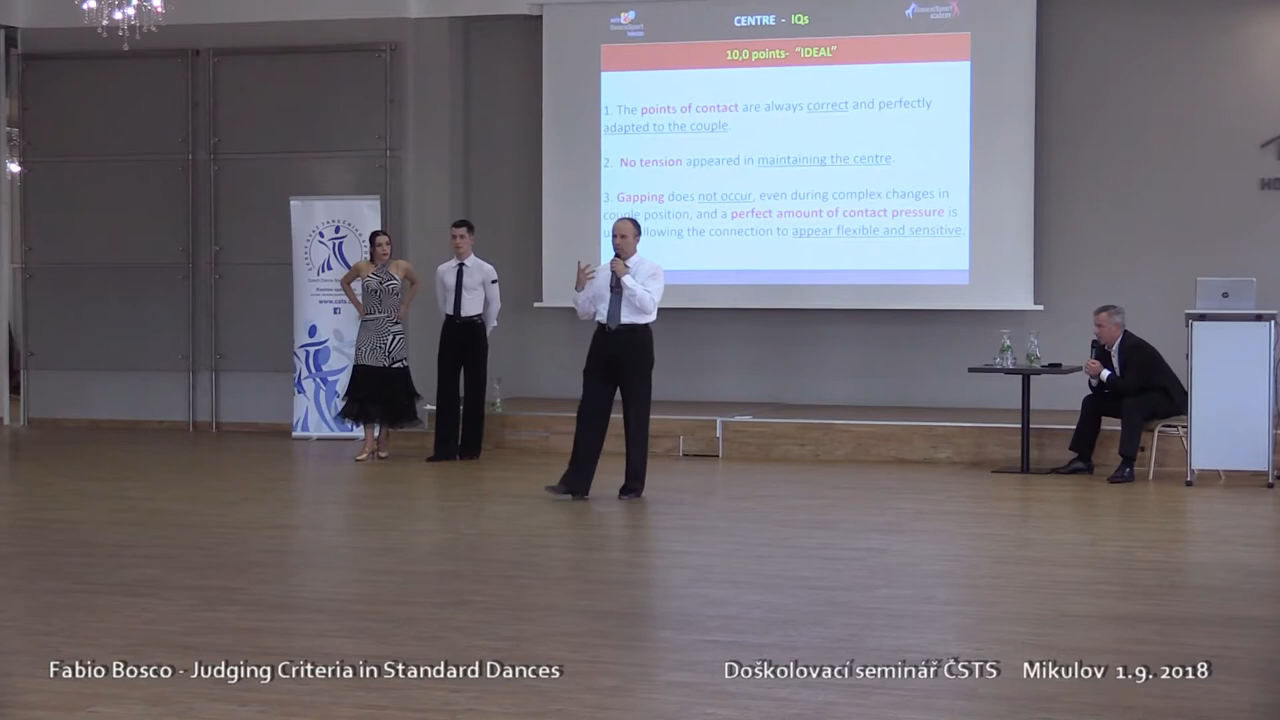 CENTRE - IQs
DanceSport
10,0 points- "IDEAL"
1. The points of contact are always correct and perfectly
adapted to the couple.
2. No tension appeared in maintaining the centre.
3. Gapping does not occur, even during complex changes in
couple position, and a perfect amount of contact pressure is
allowing the connection to appear flexible and sensitive.
www.csts.
hp
Fabio Bosco - Judging Criteria in Standard Dances
Doškolovací seminář ČSTS Mikulov 1.9. 2018